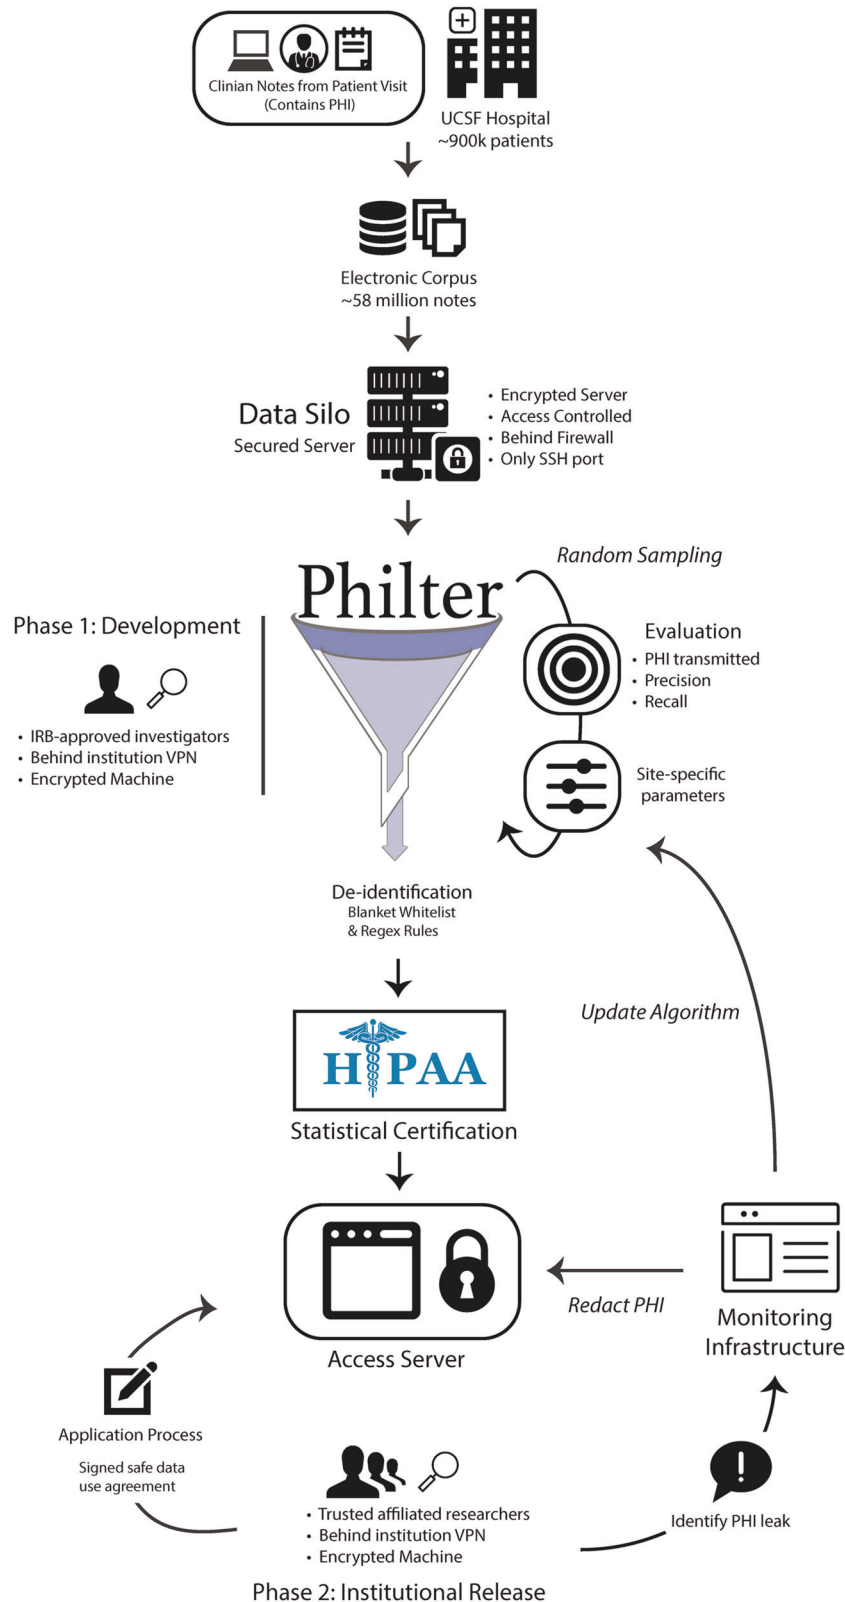 Clinian Notes from Patient Visit
(Contains PHI)
UCSF Hospital
~900k patients
Electronic Corpus
~58 million notes
Data Silo
Secured Server
• Encrypted Server
• Access Controlled
• Behind Firewall
• Only SSH port
Philter
Random Sampling
Phase 1: Development
• IRB-approved investigators
• Behind institution VPN
• Encrypted Machine
Evaluation
• PHI transmitted
• Precision
• Recall
Site-specific
parameters
De-identification
Blanket Whitelist
& Regex Rules
Update Algorithm
HIPAA
Statistical Certification
Access Server
Redact PHI
Monitoring
Infrastructure
Application Process
Signed safe data
use agreement
• Trusted affiliated researchers
• Behind institution VPN
• Encrypted Machine
Identify PHI leak
Phase 2: Institutional Release